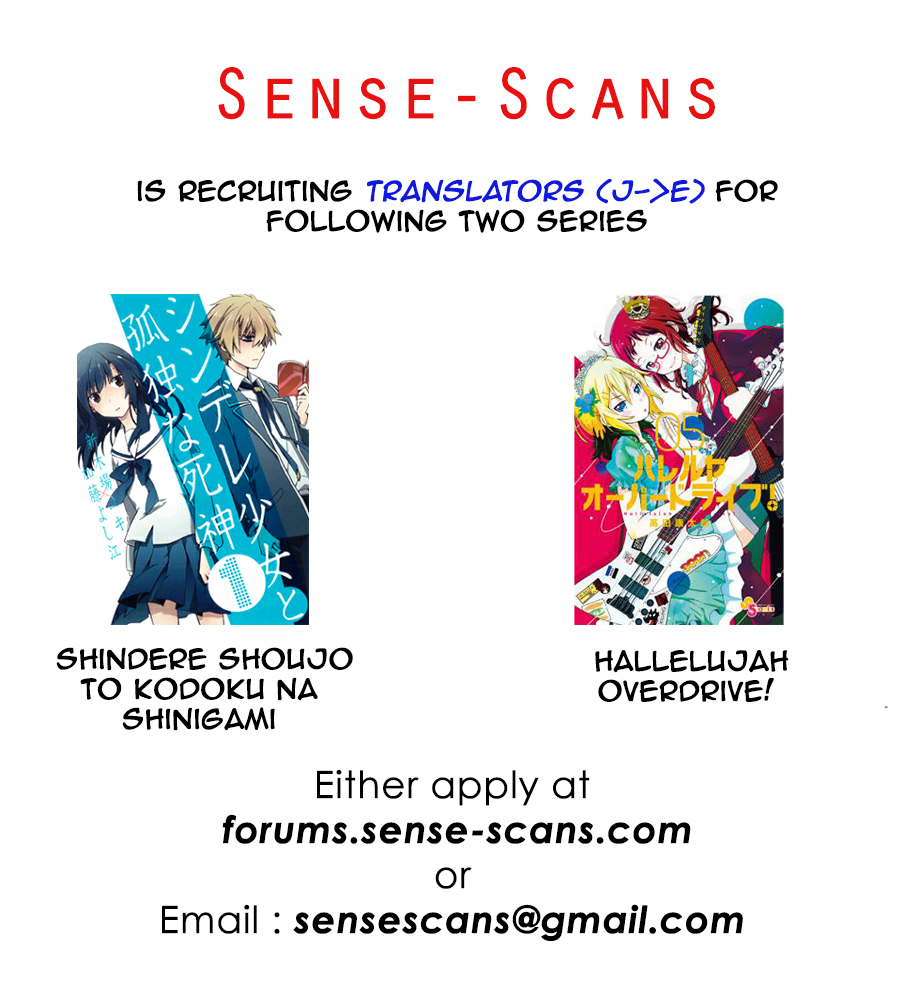 SENSE-SCANS
IS RECRUITING TRANSLATORS (J->E) FOR
FOLLOWING TWO SERIES
シンデレ少女と
孤独な死神
1
05
ハレルヤ
オーバードライブ!
SHINDERE SHOUJO
TO KODOKU NA
SHINIGAMI
HALLELUJAH
OVERDRIVE!
Either apply at
forums.sense-scans.com
or
Email : sensescans@gmail.com